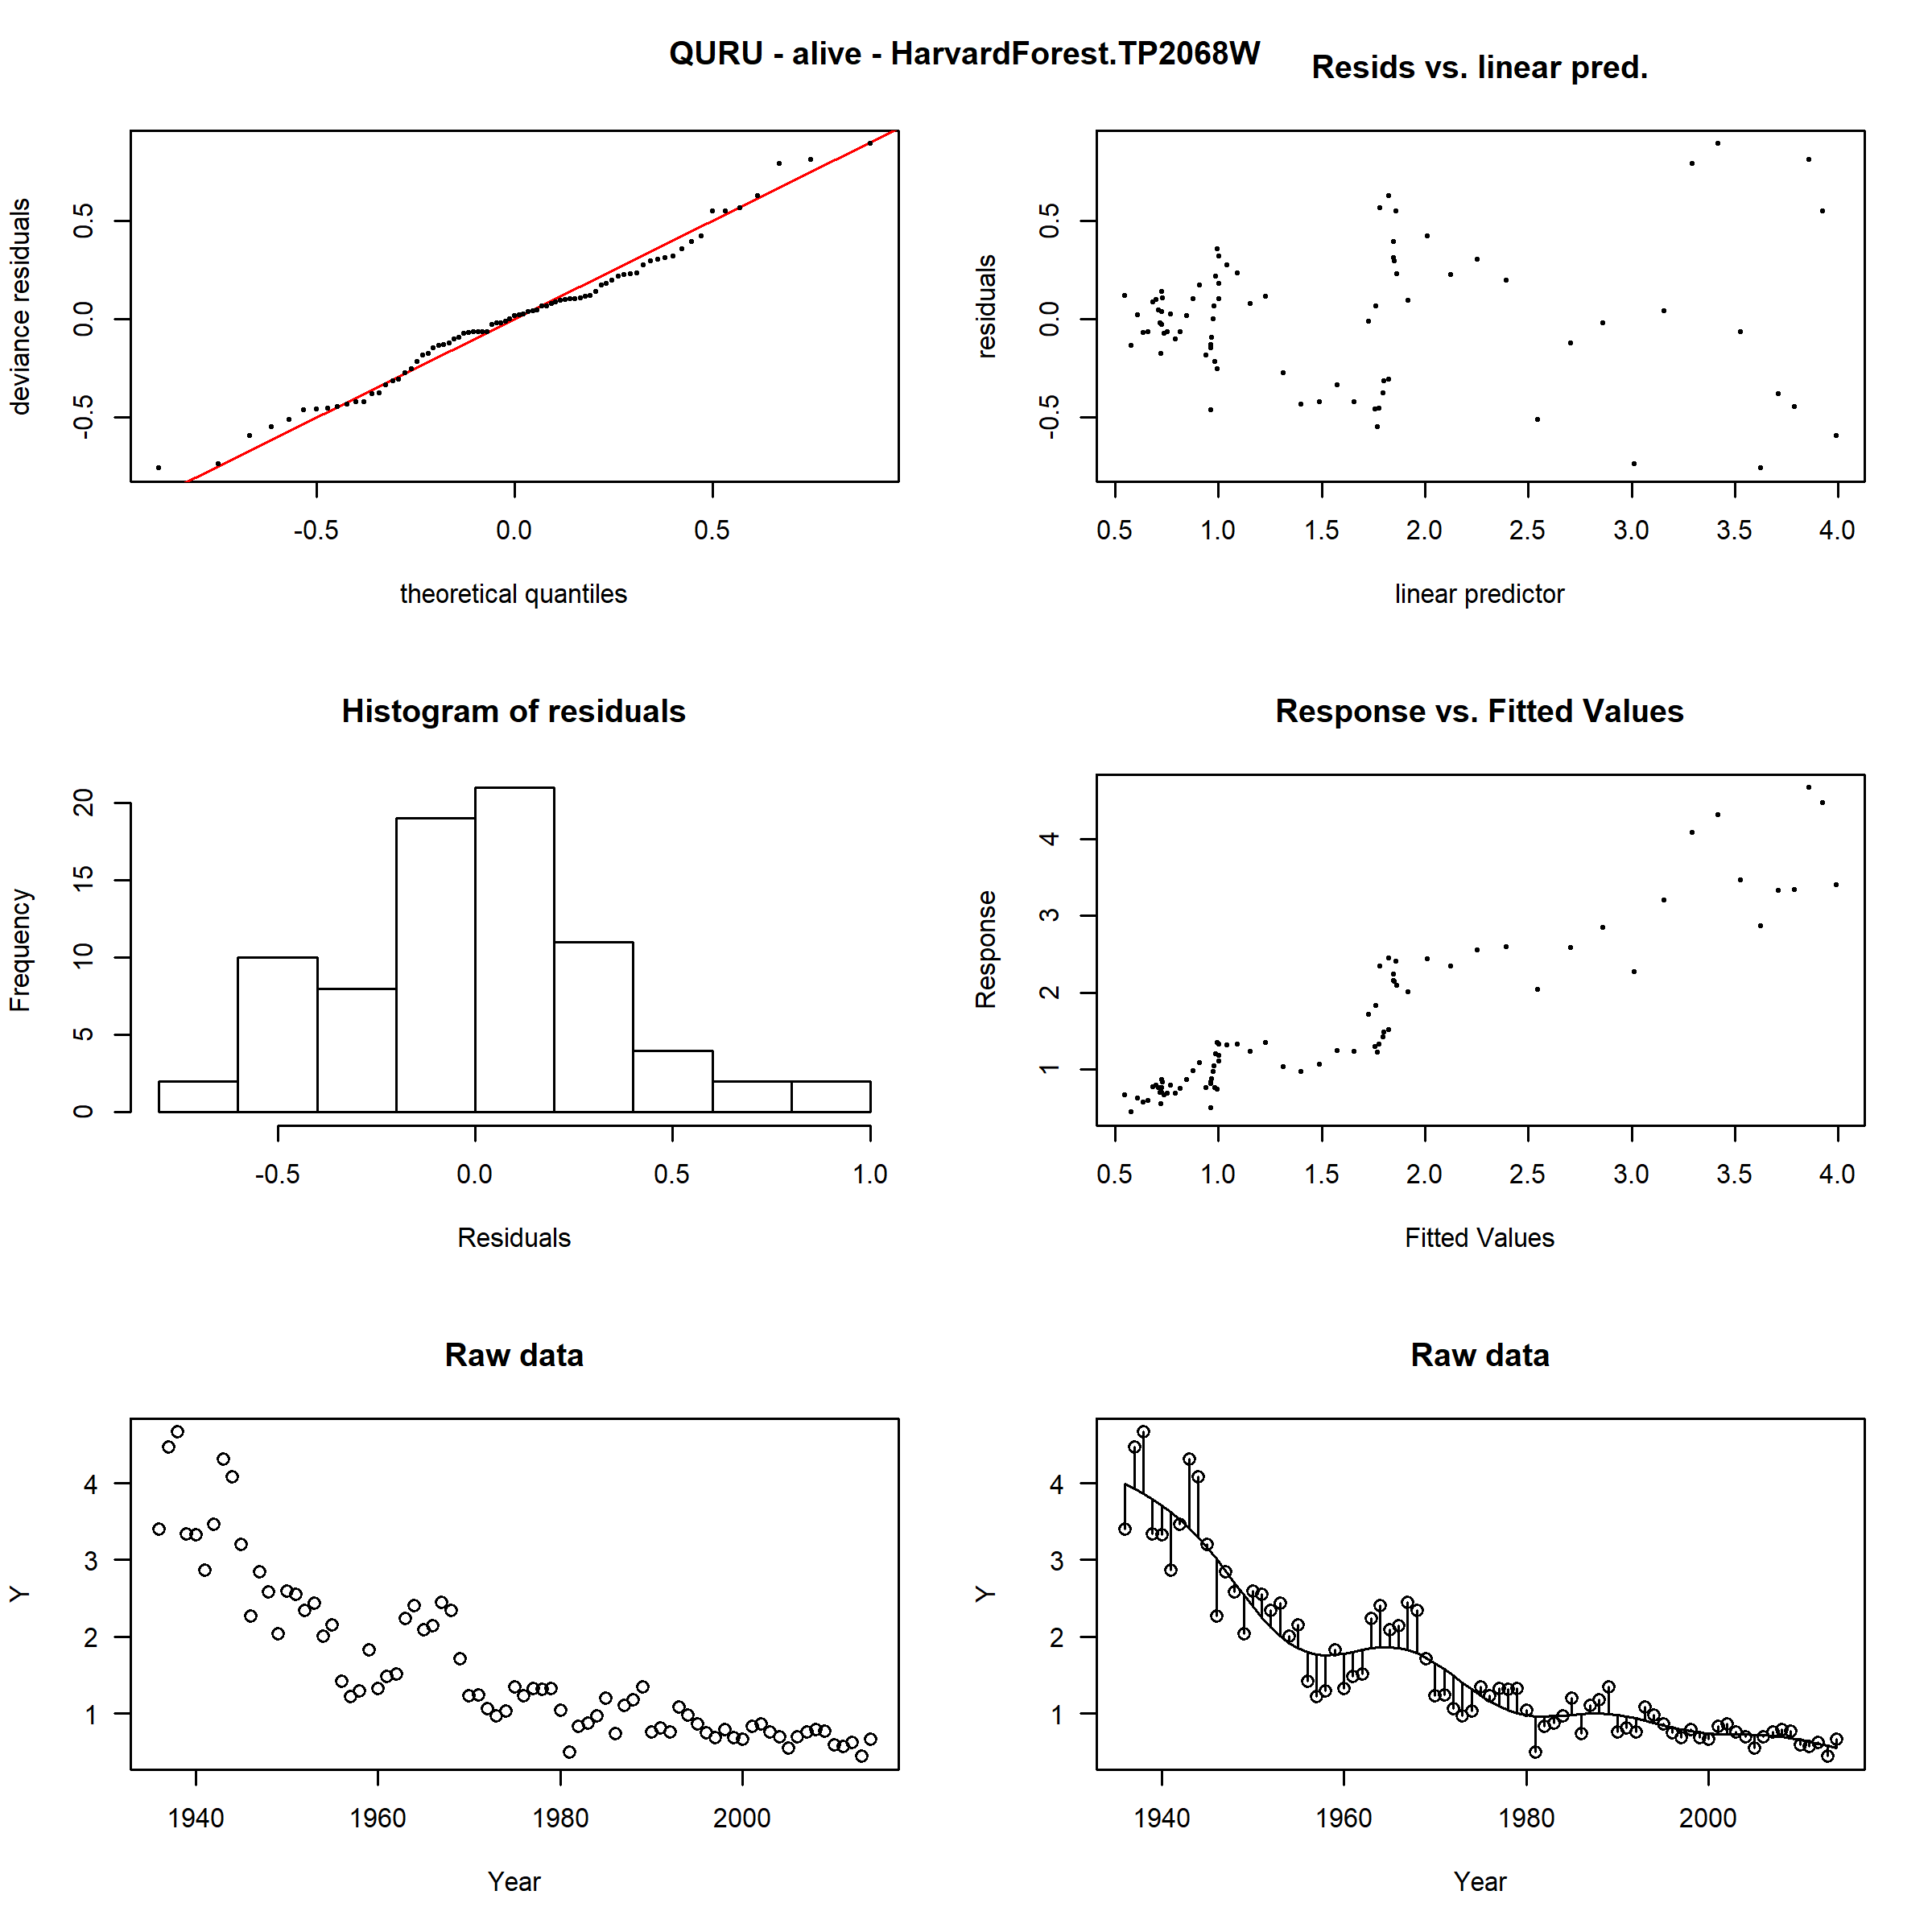 QURU - alive - HarvardForest.TP2068W
Resids vs. linear pred.
deviance residuals
0.5
0.0
-0.5
-0.5 0.0 0.5
theoretical quantiles
residuals
0.5
0.0
-0.5
0.5 1.0 1.5 2.0 2.5 3.0 3.5 4.0
linear predictor
Histogram of residuals
Frequency
20
15
10
5
0
-0.5 0.0 0.5 1.0
Residuals
Response vs. Fitted Values
Response
4
3
2
1
0.5 1.0 1.5 2.0 2.5 3.0 3.5 4.0
Fitted Values
Raw data
Y
4
3
2
1
1940 1960 1980 2000
Year
Raw data
Y
4
3
2
1
1940 1960 1980 2000
Year